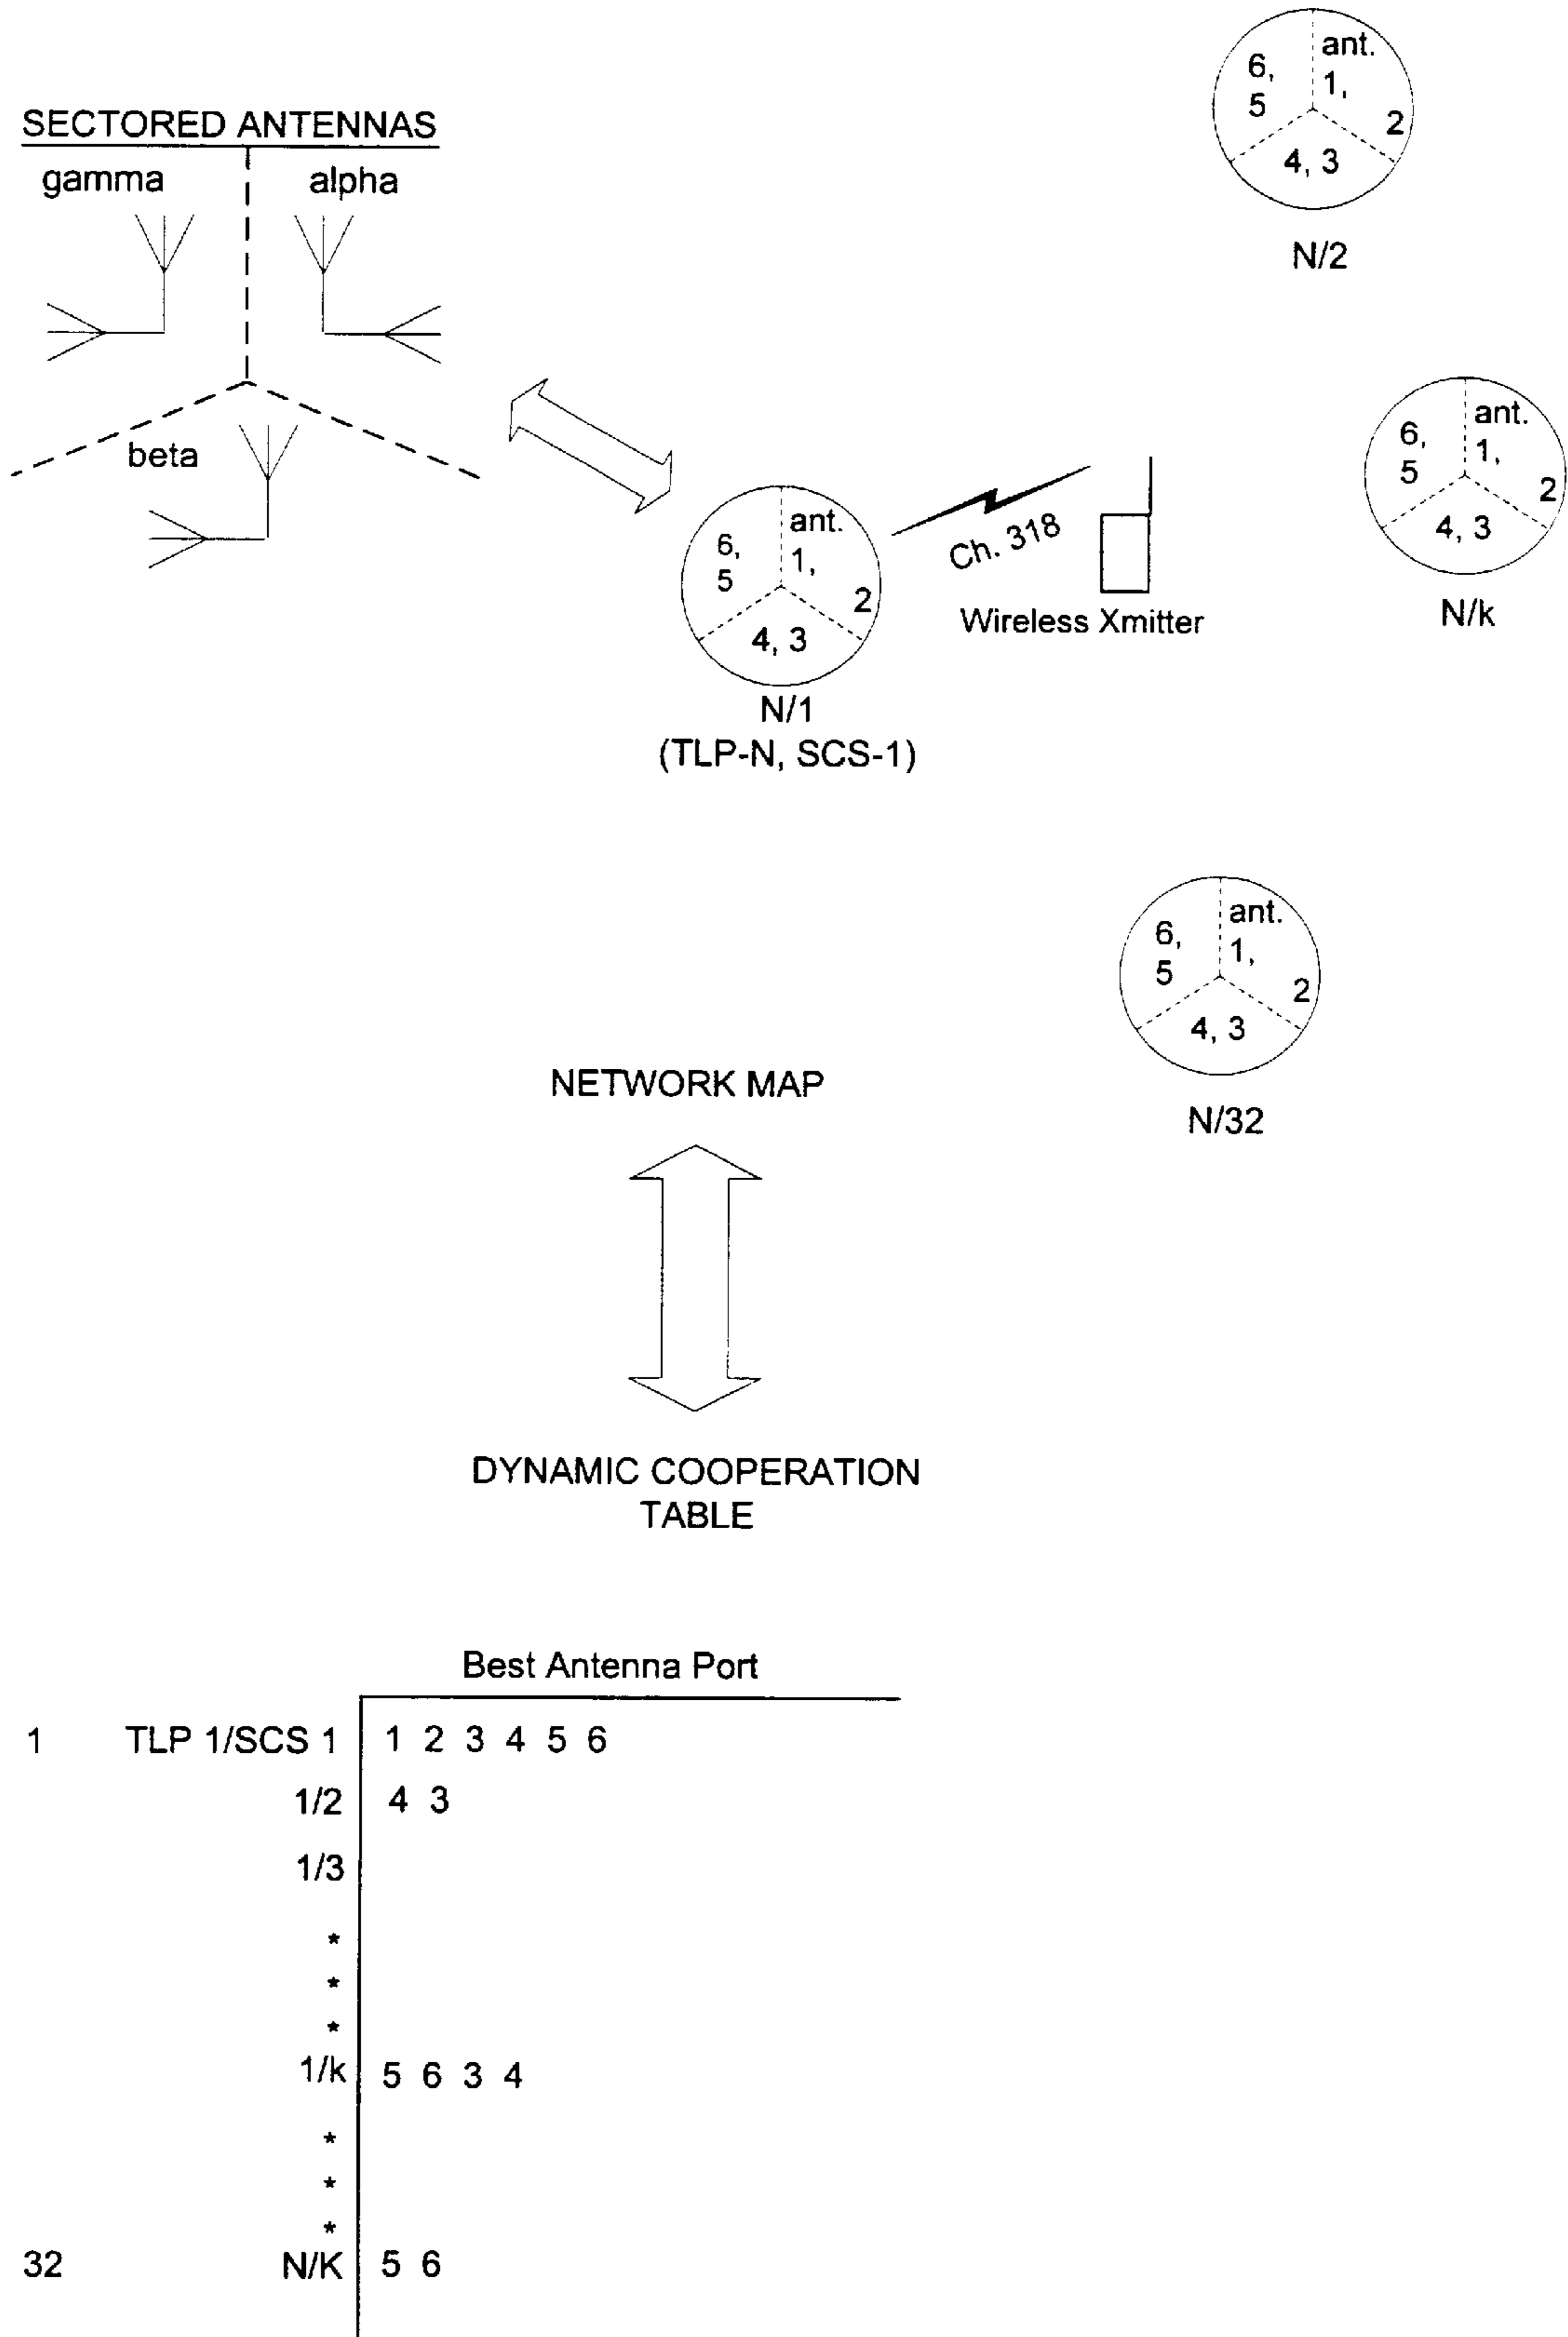 SECTORED ANTENNAS
gamma
alpha
beta
6,
5
ant.
1,
2
4, 3
N/2
6,
5
ant.
1,
2
4, 3
N/k
6,
5
ant.
1,
2
4, 3
N/1
(TLP-N, SCS-1)
Ch. 318
Wireless Xmitter
6,
5
ant.
1,
2
4, 3
N/32
NETWORK MAP
DYNAMIC COOPERATION
TABLE
Best Antenna Port
1 TLP 1/SCS 1 1 2 3 4 5 6
1/2 4 3
1/3
*
*
*
1/k 5 6 3 4
*
*
*
32 N/K 5 6